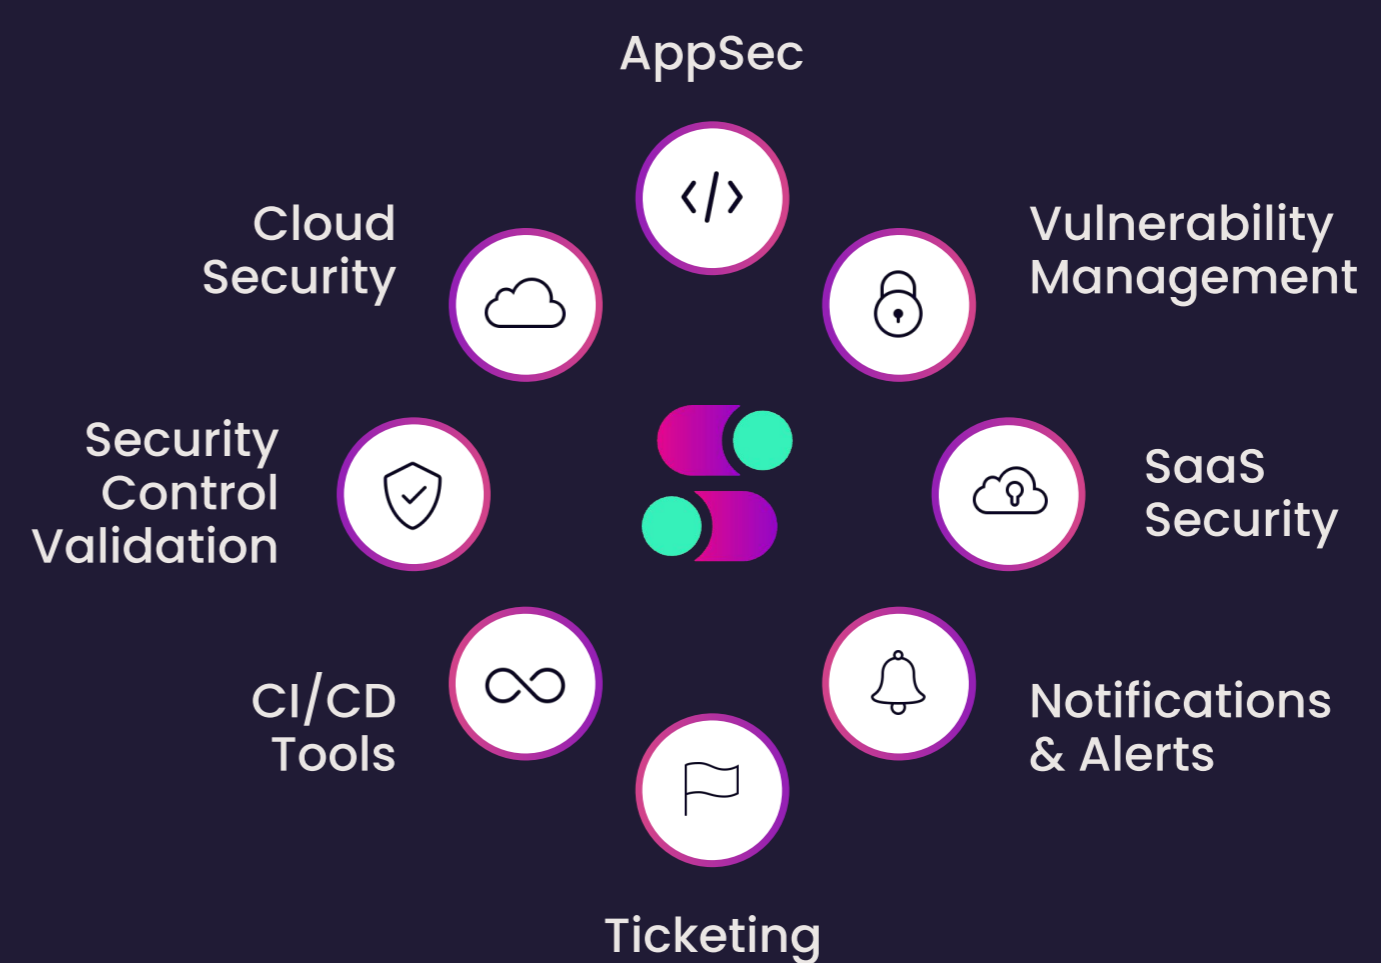 AppSec
Cloud
Security
Vulnerability
Management
Security
Control
Validation
SaaS
Security
CI/CD
Tools
Notifications
& Alerts
Ticketing